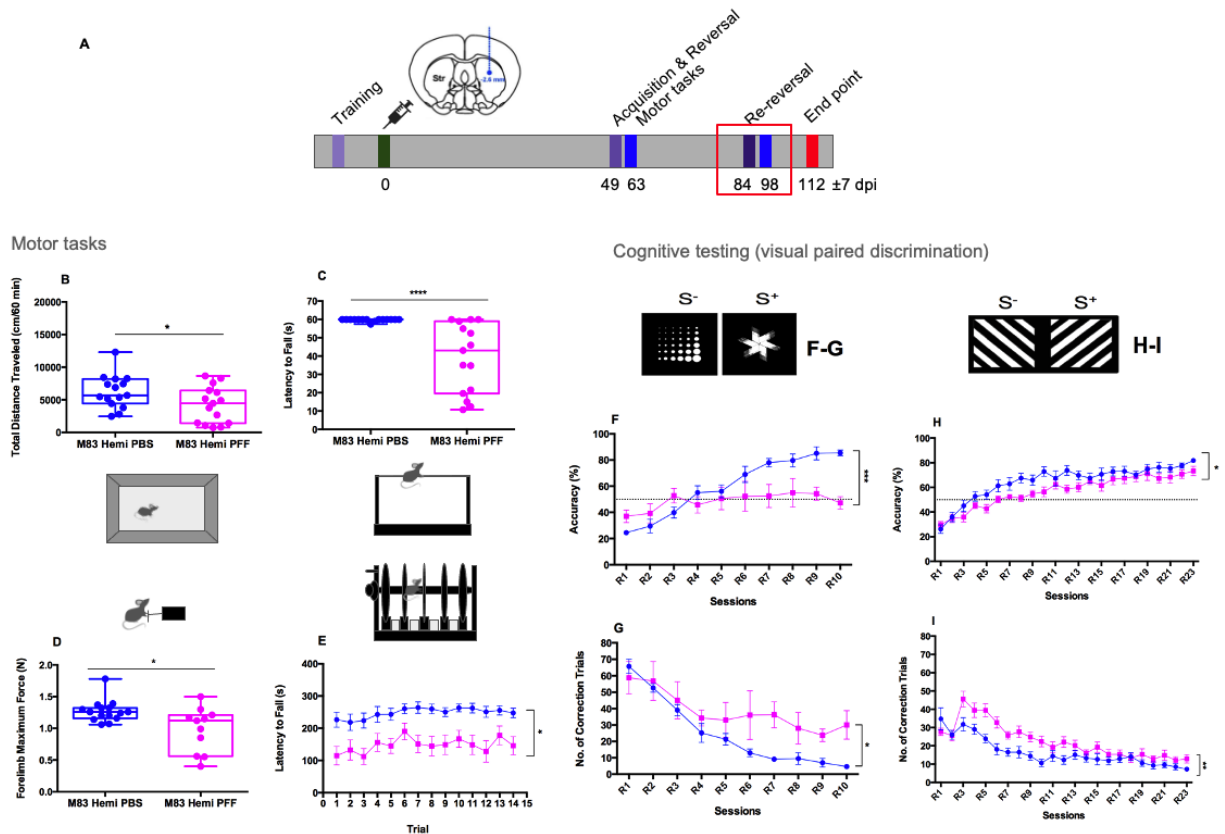 A
Training
Str
-2.6 mm
Acquisition & Reversal
Motor tasks
Re-reversal
End point
0
49 63
84 98
112 ±7 dpi
Motor tasks
B
Total Distance Traveled (cm/60 min)
20000
15000
10000
5000
0
*
M83 Hemi PBS M83 Hemi PFF
C
Latency to Fall (s)
70
60
50
40
30
20
10
0
****
M83 Hemi PBS M83 Hemi PFF
D
Forelimb Maximum Force (N)
2.0
1.5
1.0
0.5
0.0
*
M83 Hemi PBS M83 Hemi PFF
E
Latency to Fall (s)
400
300
200
100
0
*
1 2 3 4 5 6 7 8 9 10 11 12 13 14 15
Trial
Cognitive testing (visual paired discrimination)
S- S+
F-G
S- S+
H-I
F
Accuracy (%)
100
80
60
40
20
0
***
R1 R2 R3 R4 R5 R6 R7 R8 R9 R10
Sessions
H
Accuracy (%)
100
80
60
40
20
0
*
R1 R3 R5 R7 R9 R11 R13 R15 R17 R19 R21 R23
Sessions
G
No. of Correction Trials
80
70
60
50
40
30
20
10
0
*
R1 R2 R3 R4 R5 R6 R7 R8 R9 R10
Sessions
I
No. of Correction Trials
80
70
60
50
40
30
20
10
0
**
R1 R3 R5 R7 R9 R11 R13 R15 R17 R19 R21 R23
Sessions